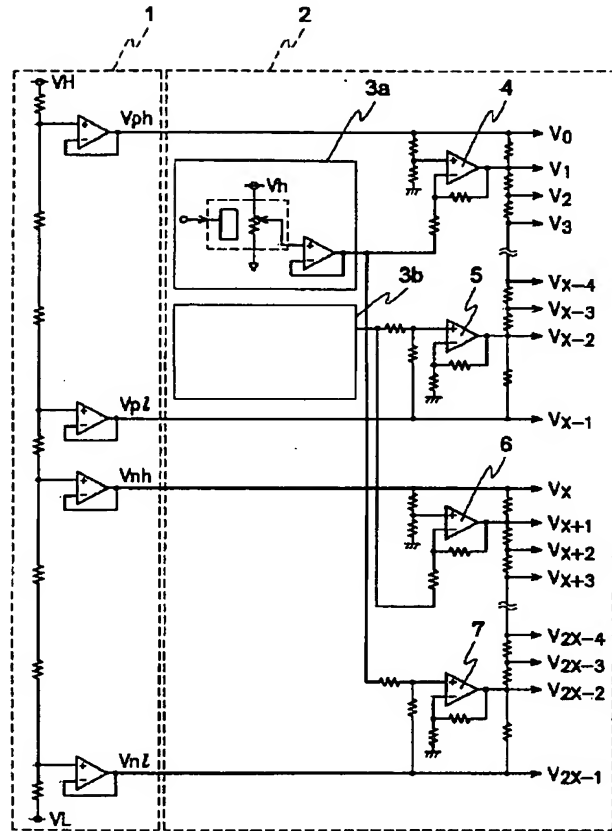 1
2
VH
Vph
3a
4
V0
V1
Vh
V2
V3
3b
5
VX-4
VX-3
VX-2
Vpl
VX-1
Vnh
6
VX
VX+1
VX+2
VX+3
7
V2X-4
V2X-3
V2X-2
Vnl
V2X-1
VL